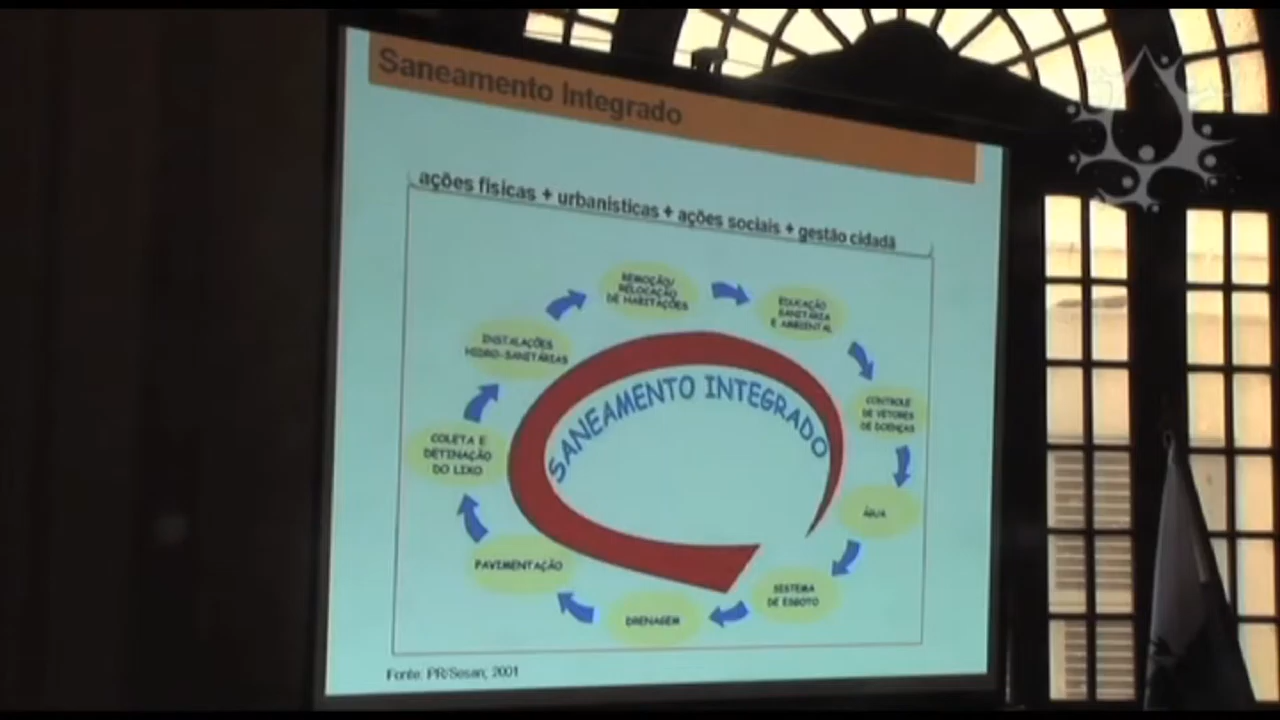 Saneamento Integrado
ações físicas + urbanísticas + ações sociais + gestão cidadã
REMOÇÃO/
RELOCAÇÃO
DE HABITAÇÕES
EDUCAÇÃO
SANITÁRIA
E AMBIENTAL
INSTALAÇÕES
HIDRO-SANITÁRIAS
CONTROLE
DE VETORES
DE DOENÇAS
SANEAMENTO INTEGRADO
COLETA E
DETINAÇÃO
DO LIXO
ÁGUA
PAVIMENTAÇÃO
SISTEMA
DE ESGOTO
DRENAGEM
Fonte: PR/Sesan, 2001